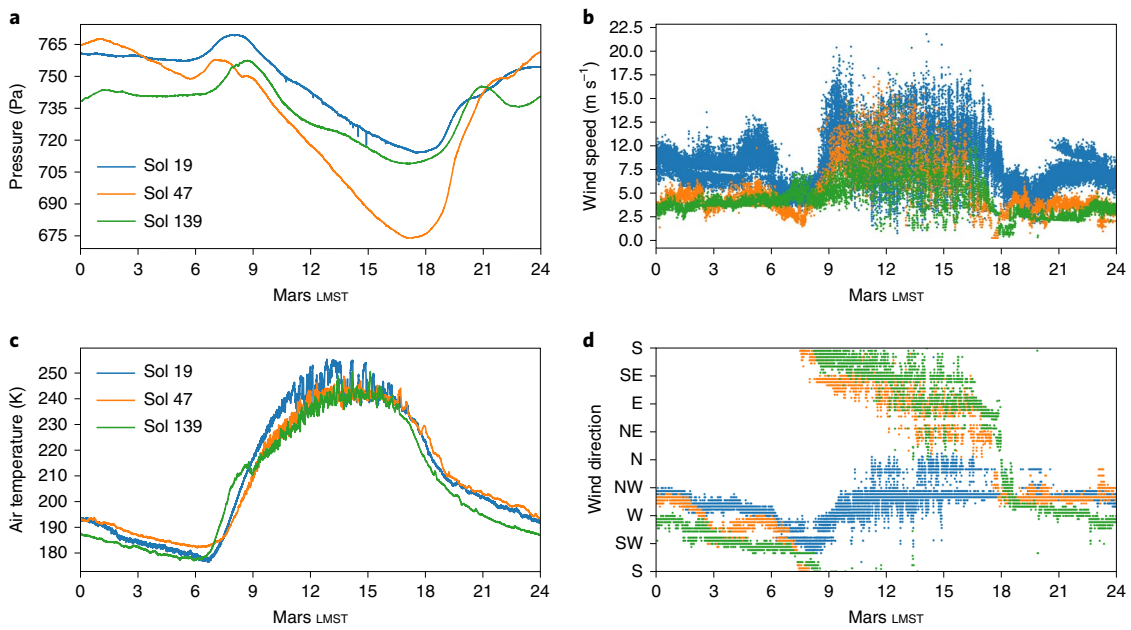 a
765
750
735
720
705
690
675
Pressure (Pa)
Sol 19
Sol 47
Sol 139
0 3 6 9 12 15 18 21 24
Mars LMST
b
22.5
20.0
17.5
15.0
12.5
10.0
7.5
5.0
2.5
0.0
Wind speed (m s⁻¹)
0 3 6 9 12 15 18 21 24
Mars LMST
c
250
240
230
220
210
200
190
180
Air temperature (K)
Sol 19
Sol 47
Sol 139
0 3 6 9 12 15 18 21 24
Mars LMST
d
S
SE
E
NE
N
NW
W
SW
S
Wind direction
0 3 6 9 12 15 18 21 24
Mars LMST